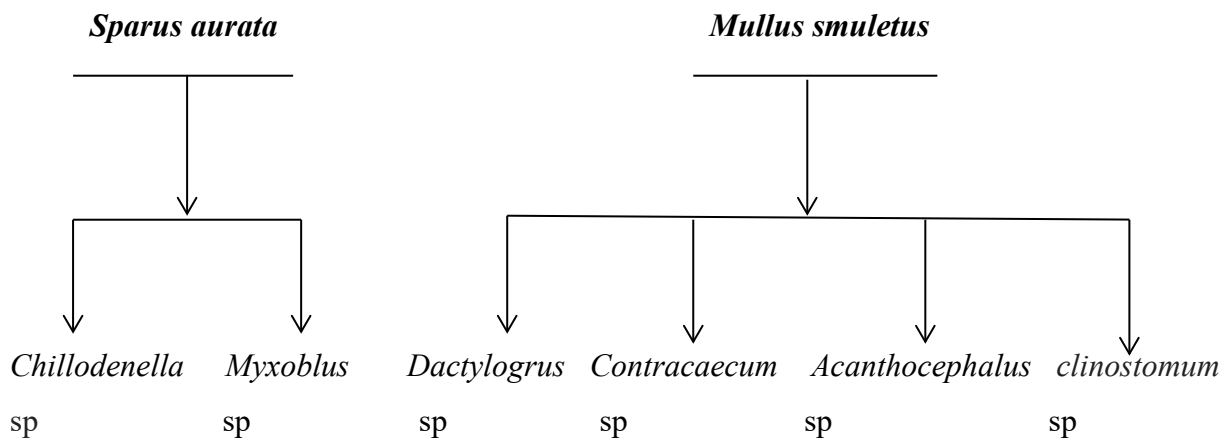 Sparus aurata Mullus smuletus
Chillodenella Myxoblus Dactylogrus Contracaecum Acanthocephalus clinostomum
sp sp sp sp sp sp